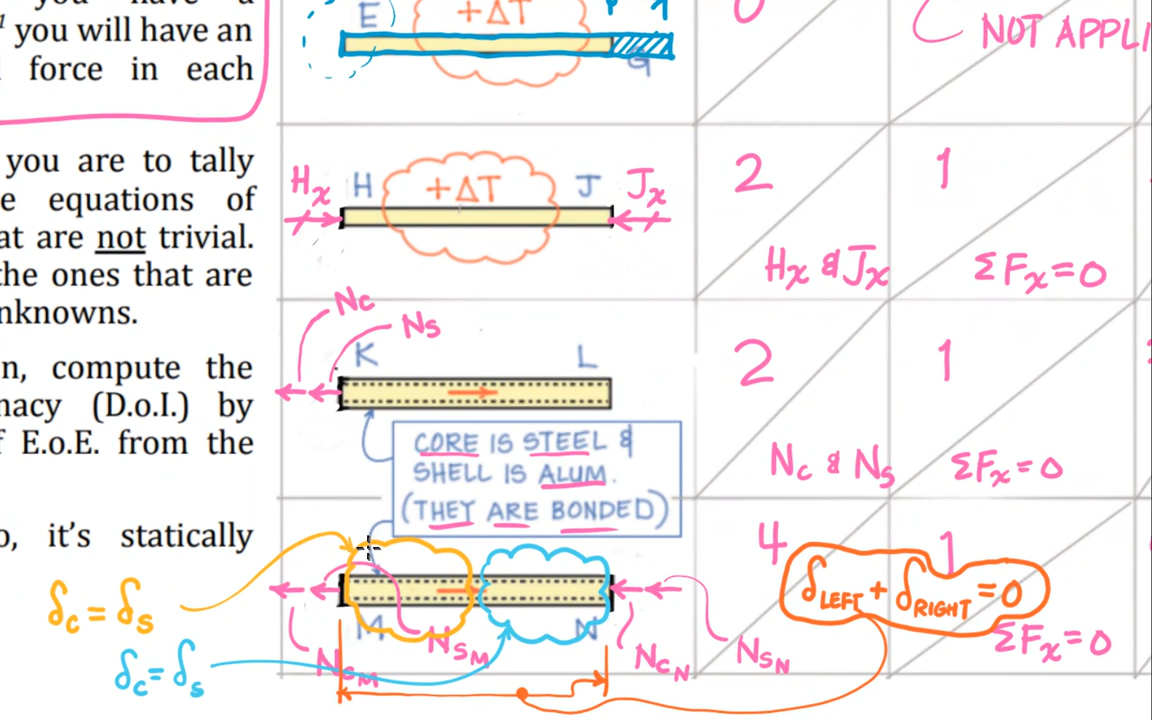 you will have an
force in each
you are to tally
e equations of
at are not trivial.
the ones that are
nknowns.
n, compute the
nacy (D.o.I.) by
f E.o.E. from the
o, it's statically
E
+ΔT
G
0
NOT APPLI
Hx
H
+ΔT
J
Jx
2
1
Hx & Jx
ΣFx=0
Nc
Ns
K
L
2
1
CORE IS STEEL &
SHELL IS ALUM.
(THEY ARE BONDED)
Nc & Ns
ΣFx=0
4
1
δLEFT + δRIGHT = 0
ΣFx=0
δc = δs
δc = δs
M
N
NSM
NSM
NCN
NSN